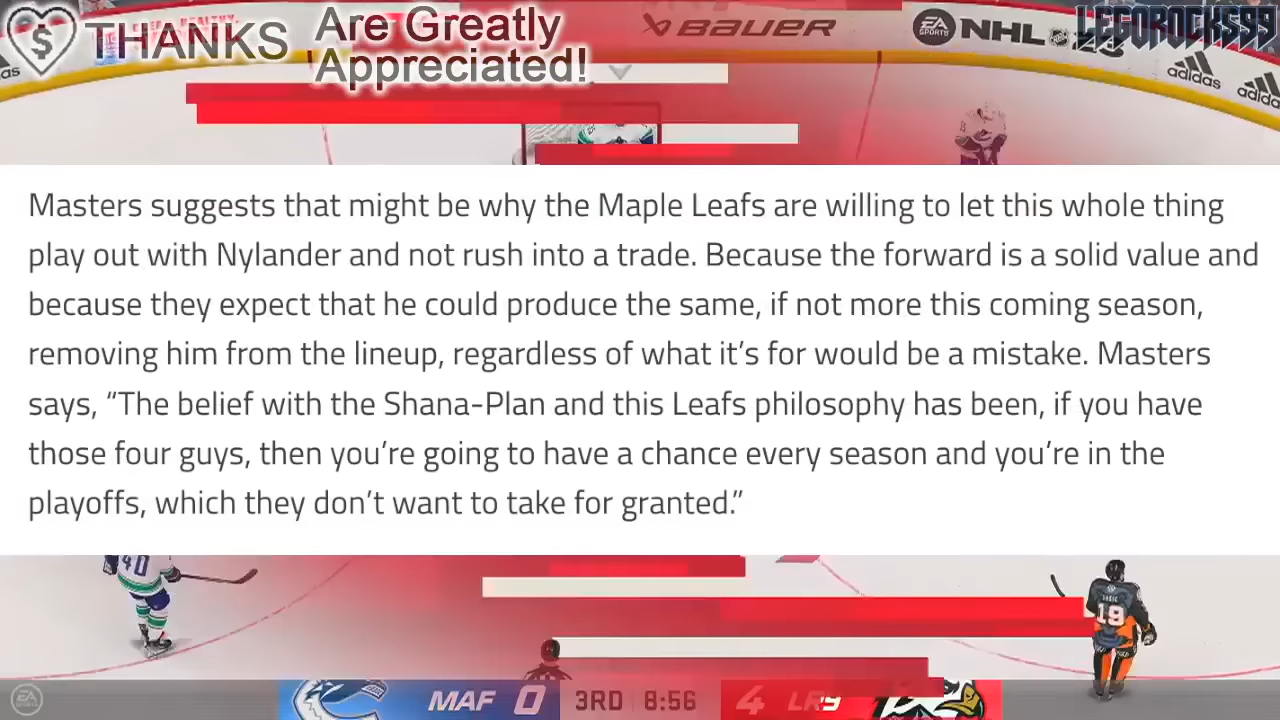 THANKS
Are Greatly
Appreciated!
BAUER
EA SPORTS NHL
LEGOROCKS99
adidas
adidas
Masters suggests that might be why the Maple Leafs are willing to let this whole thing
play out with Nylander and not rush into a trade. Because the forward is a solid value and
because they expect that he could produce the same, if not more this coming season,
removing him from the lineup, regardless of what it’s for would be a mistake. Masters
says, “The belief with the Shana-Plan and this Leafs philosophy has been, if you have
those four guys, then you’re going to have a chance every season and you’re in the
playoffs, which they don’t want to take for granted.”
40
19
MAF 0 3RD 8:56 4 LR9